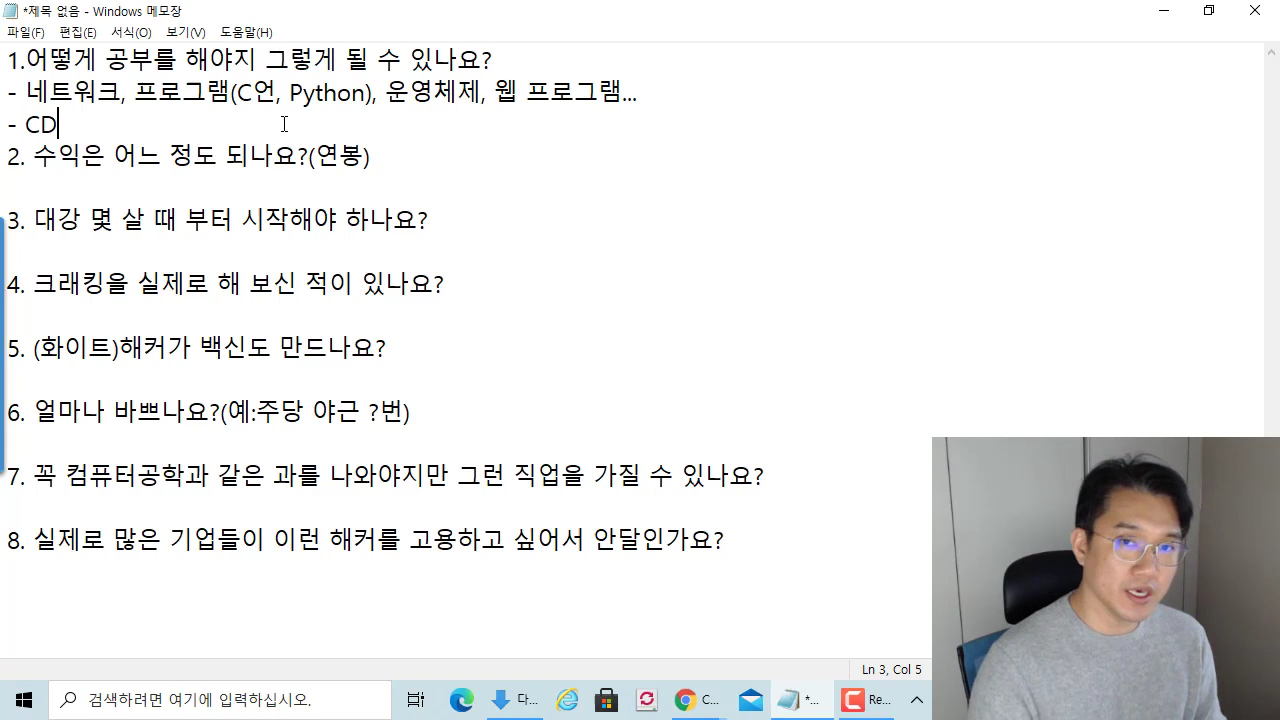 *제목 없음 - Windows 메모장
파일(F) 편집(E) 서식(O) 보기(V) 도움말(H)
1.어떻게 공부를 해야지 그렇게 될 수 있나요?
- 네트워크, 프로그램(C언, Python), 운영체제, 웹 프로그램...
- CD
2. 수익은 어느 정도 되나요?(연봉)
3. 대강 몇 살 때 부터 시작해야 하나요?
4. 크래킹을 실제로 해 보신 적이 있나요?
5. (화이트)해커가 백신도 만드나요?
6. 얼마나 바쁘나요?(예:주당 야근 ?번)
7. 꼭 컴퓨터공학과 같은 과를 나와야지만 그런 직업을 가질 수 있나요?
8. 실제로 많은 기업들이 이런 해커를 고용하고 싶어서 안달인가요?
Ln 3, Col 5
검색하려면 여기에 입력하십시오.
다... C... *... Re...